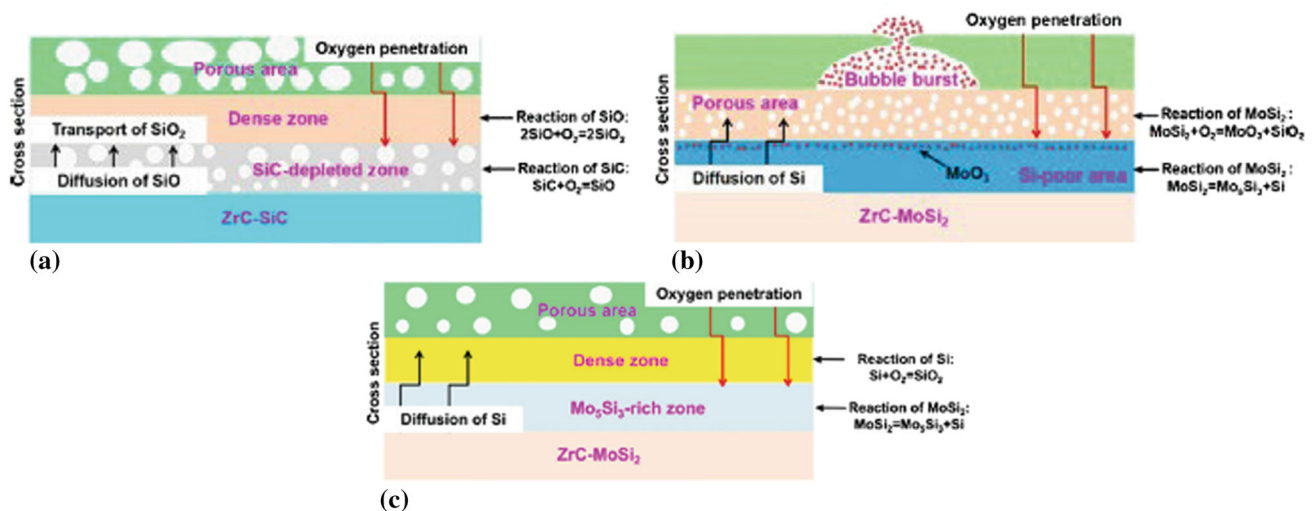 Cross section
Oxygen penetration
Porous area
Dense zone
Transport of SiO₂
Diffusion of SiO
SiC-depleted zone
ZrC-SiC
Reaction of SiO:
2SiO+O₂=2SiO₂
Reaction of SiC:
SiC+O₂=SiO
(a)
Cross section
Oxygen penetration
Bubble burst
Porous area
Diffusion of Si
MoO₃
Si-poor area
ZrC-MoSi₂
Reaction of MoSi₂:
MoSi₂+O₂=MoO₃+SiO₂
Reaction of MoSi₂:
MoSi₂=Mo₅Si₃+Si
(b)
Cross section
Oxygen penetration
Porous area
Dense zone
Diffusion of Si
Mo₅Si₃-rich zone
ZrC-MoSi₂
Reaction of Si:
Si+O₂=SiO₂
Reaction of MoSi₂:
MoSi₂=Mo₅Si₃+Si
(c)